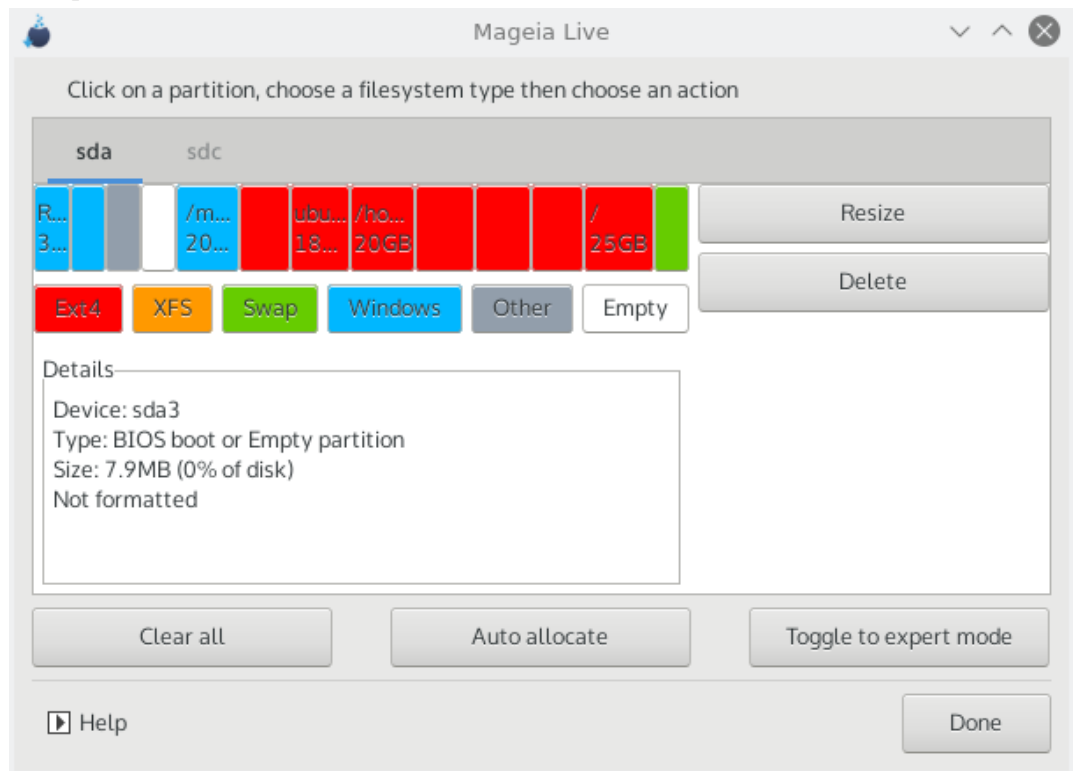 Mageia Live
Click on a partition, choose a filesystem type then choose an action
sda sdc
R... /m... ubu... /ho... /
3... 20... 18... 20GB 25GB
Resize
Delete
Ext4 XFS Swap Windows Other Empty
Details
Device: sda3
Type: BIOS boot or Empty partition
Size: 7.9MB (0% of disk)
Not formatted
Clear all Auto allocate Toggle to expert mode
Help Done